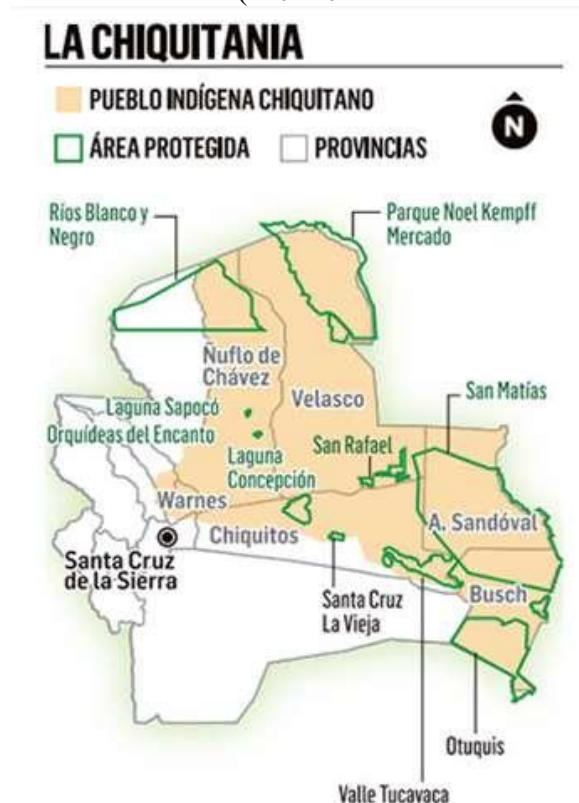 LA CHIQUITANIA
PUEBLO INDÍGENA CHIQUITANO
N
ÁREA PROTEGIDA
PROVINCIAS
Ríos Blanco y
Negro
Parque Noel Kempff
Mercado
Ñuflo de
Chávez
Velasco
San Matías
Laguna Sapocó
Orquídeas del Encanto
San Rafael
Laguna
Concepción
Warnes
A. Sandóval
Chiquitos
Santa Cruz
de la Sierra
Santa Cruz
La Vieja
Busch
Otuquis
Valle Tucavaca